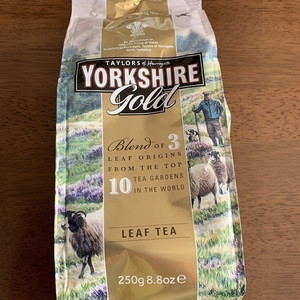 TAYLORS of Harrogate
YORKSHIRE
Gold
Blend of 3
LEAF ORIGINS
FROM THE TOP
10 TEA GARDENS
IN THE WORLD
LEAF TEA
250g 8.8oz e